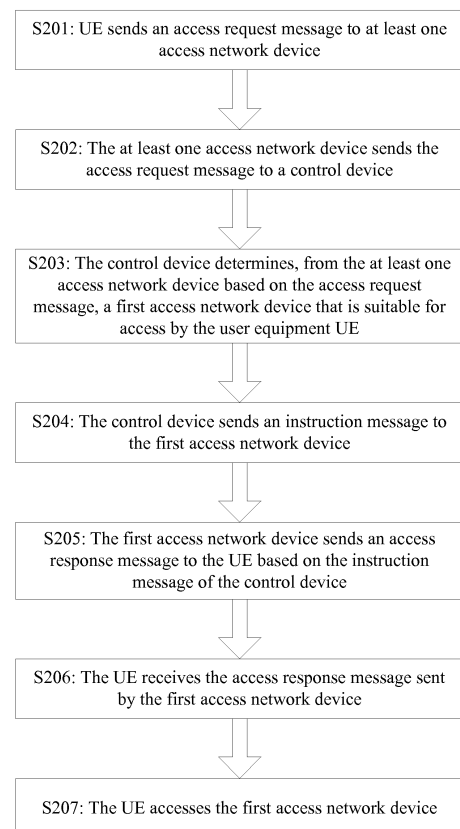 S201: UE sends an access request message to at least one
access network device
S202: The at least one access network device sends the
access request message to a control device
S203: The control device determines, from the at least one
access network device based on the access request
message, a first access network device that is suitable for
access by the user equipment UE
S204: The control device sends an instruction message to
the first access network device
S205: The first access network device sends an access
response message to the UE based on the instruction
message of the control device
S206: The UE receives the access response message sent
by the first access network device
S207: The UE accesses the first access network device